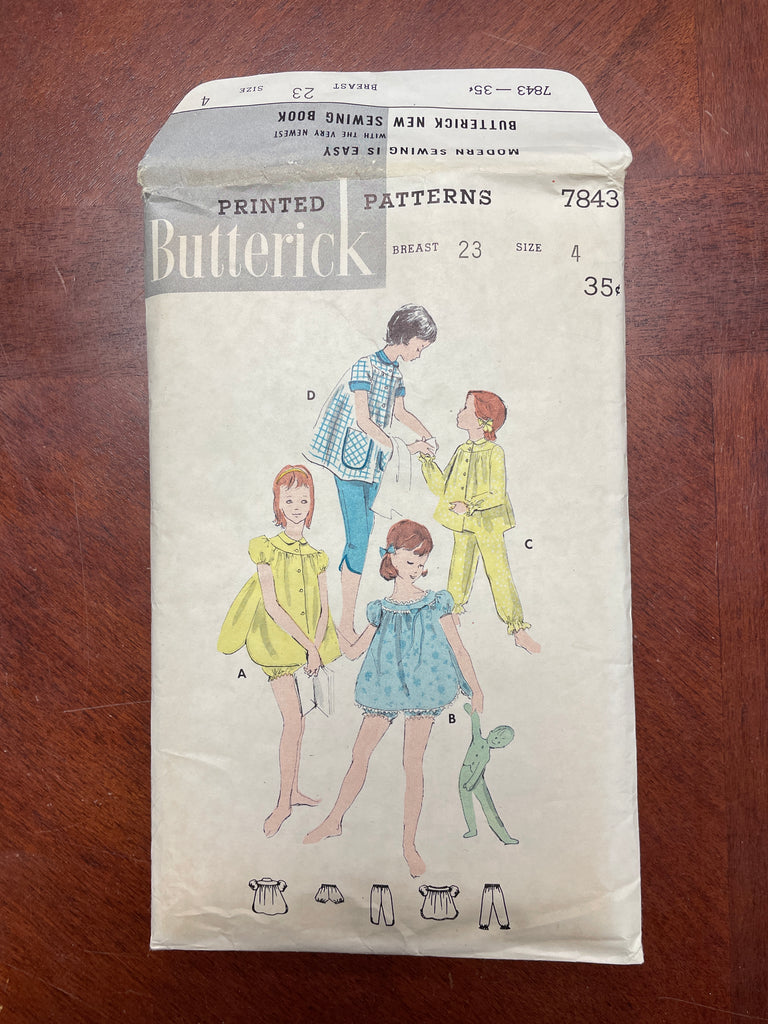 7843 — 35¢
BREAST 23 SIZE 4
BUTTERICK NEW SEWING BOOK
WITH THE VERY NEWEST
MODERN SEWING IS EASY
PRINTED PATTERNS 7843
Butterick
BREAST 23 SIZE 4
35¢
D
C
A
B